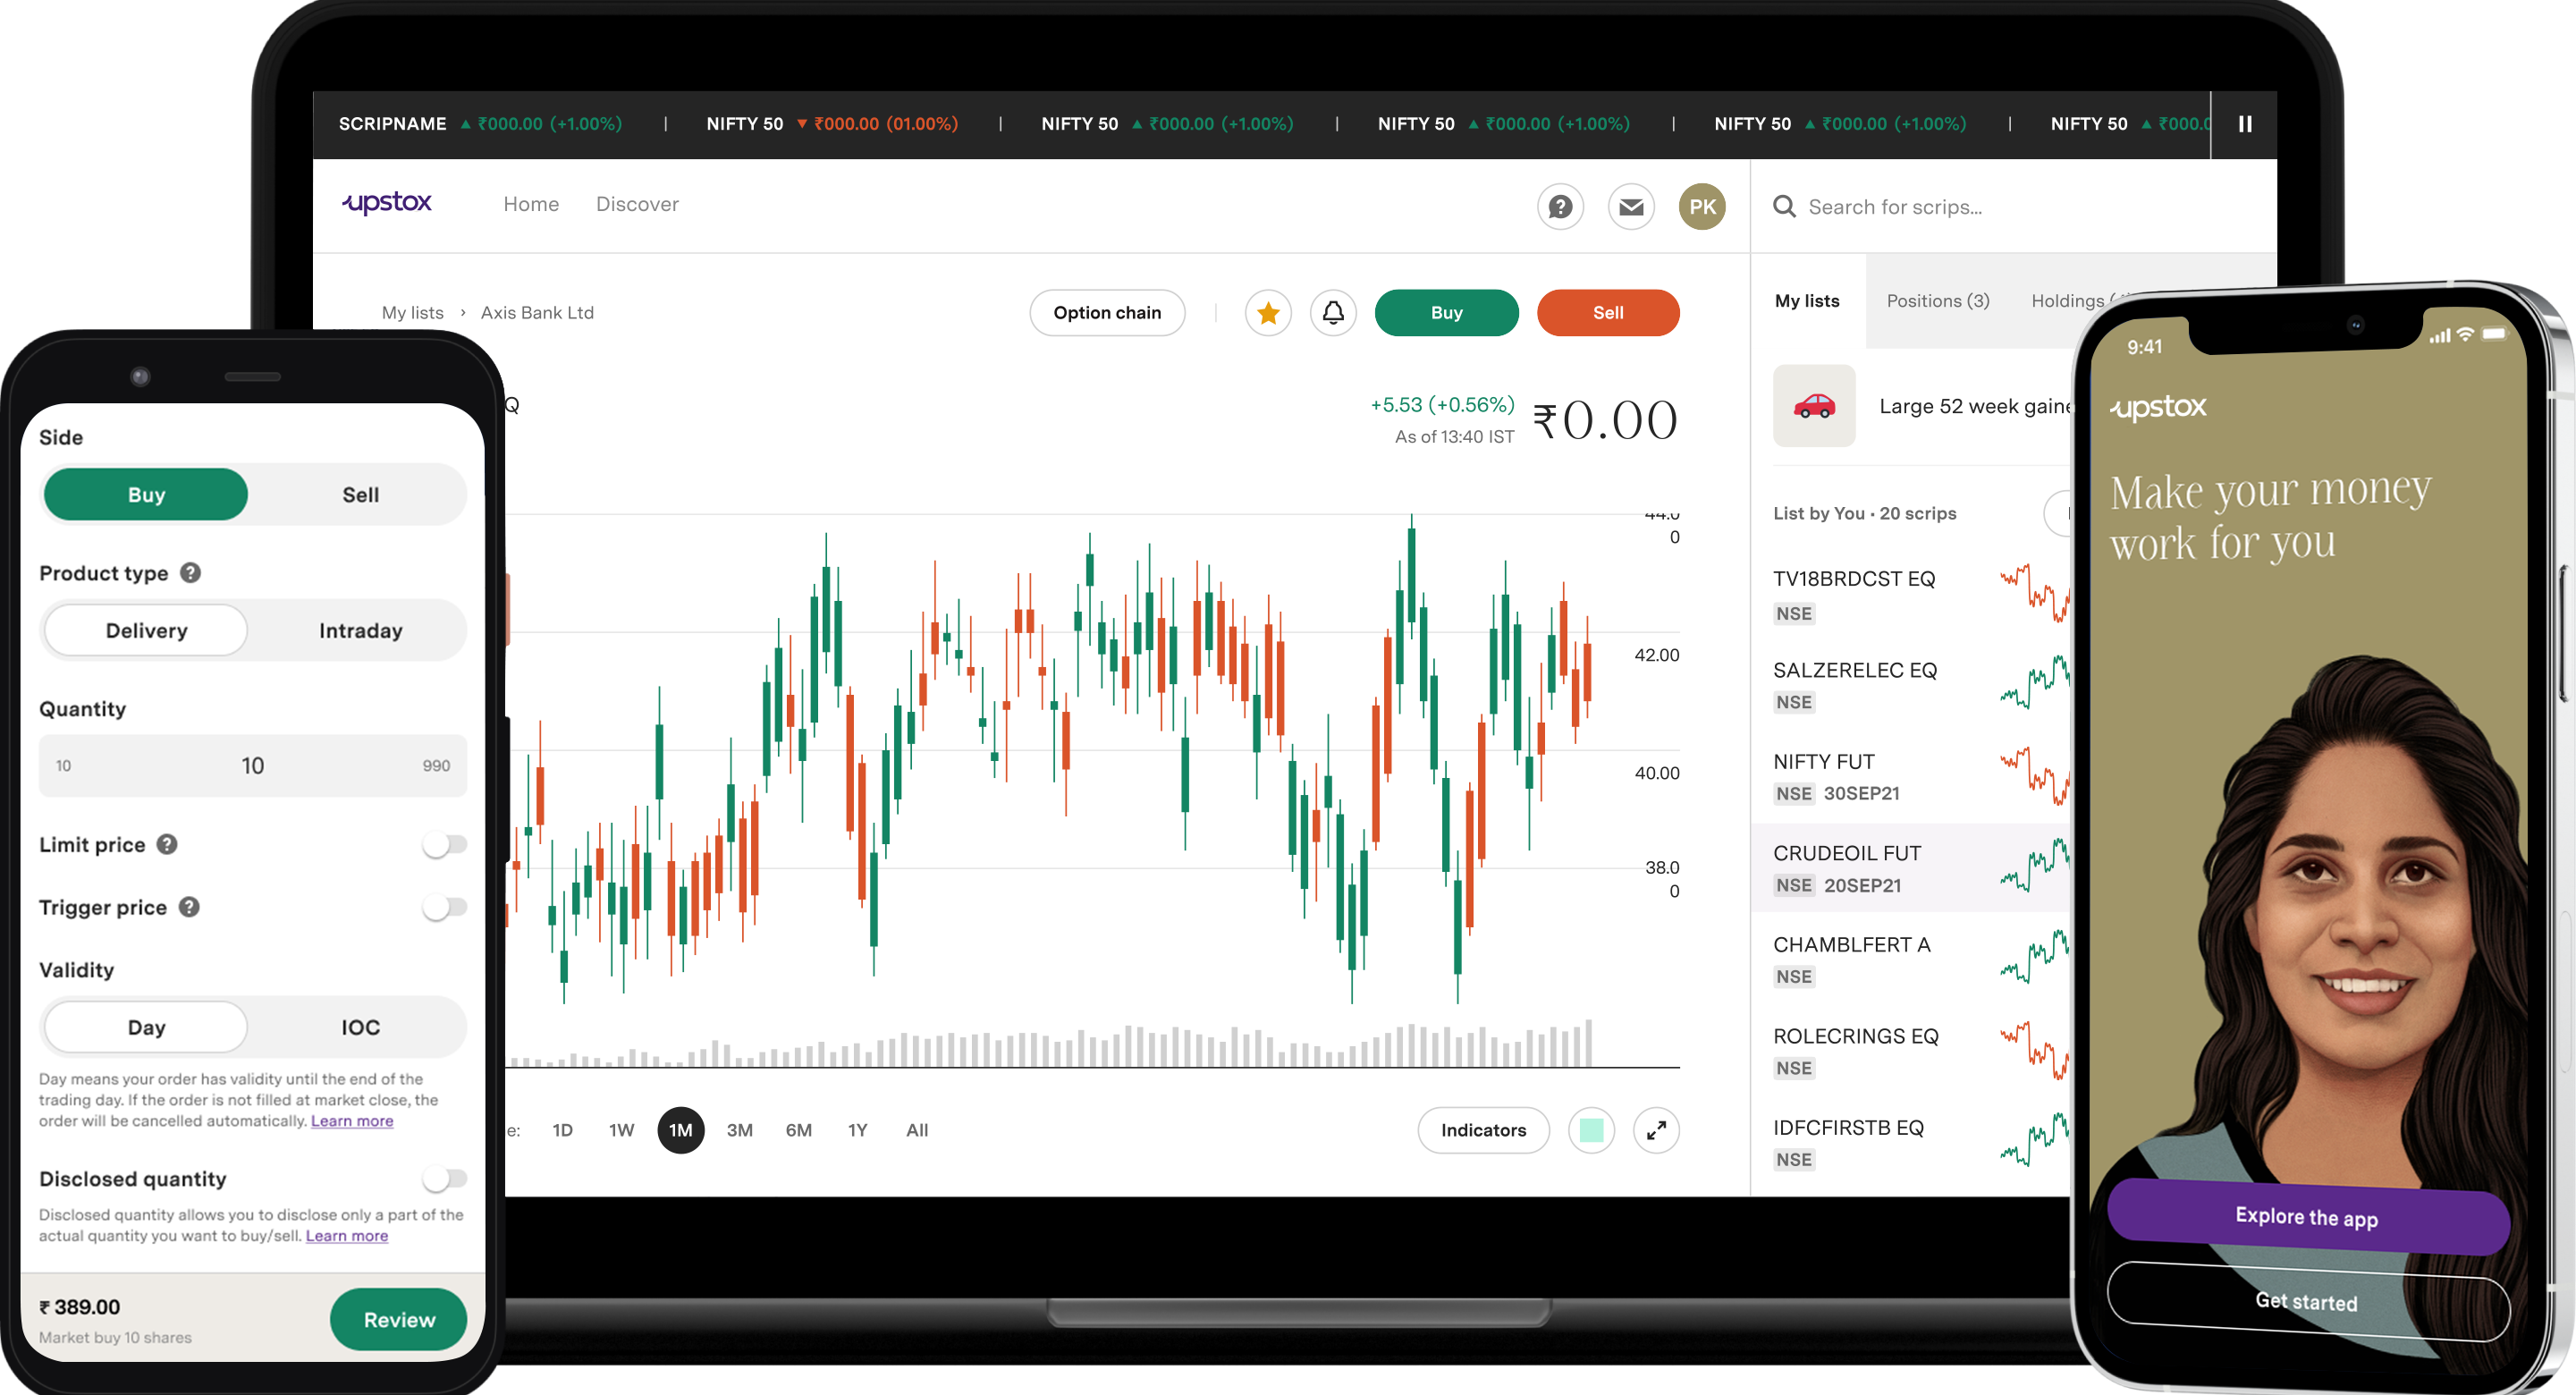 SCRIPNAME ▲ ₹000.00 (+1.00%) | NIFTY 50 ▼ ₹000.00 (01.00%) | NIFTY 50 ▲ ₹000.00 (+1.00%) | NIFTY 50 ▲ ₹000.00 (+1.00%) | NIFTY 50 ▲ ₹000.00 (+1.00%) | NIFTY 50 ▲ ₹000.0
upstox Home Discover PK
Search for scrips...
My lists › Axis Bank Ltd
Option chain Buy Sell
Q
+5.53 (+0.56%)
As of 13:40 IST
₹0.00
44.0
0
42.00
40.00
38.0
0
e: 1D 1W 1M 3M 6M 1Y All
Indicators
My lists Positions (3) Holdings
Large 52 week gaine
List by You • 20 scrips
TV18BRDCST EQ
NSE
SALZERELEC EQ
NSE
NIFTY FUT
NSE 30SEP21
CRUDEOIL FUT
NSE 20SEP21
CHAMBLFERT A
NSE
ROLECRINGS EQ
NSE
IDFCFIRSTB EQ
NSE
Side
Buy Sell
Product type ?
Delivery Intraday
Quantity
10 10 990
Limit price ?
Trigger price ?
Validity
Day IOC
Day means your order has validity until the end of the
trading day. If the order is not filled at market close, the
order will be cancelled automatically. Learn more
Disclosed quantity
Disclosed quantity allows you to disclose only a part of the
actual quantity you want to buy/sell. Learn more
₹ 389.00
Market buy 10 shares
Review
9:41
upstox
Make your money
work for you
Explore the app
Get started